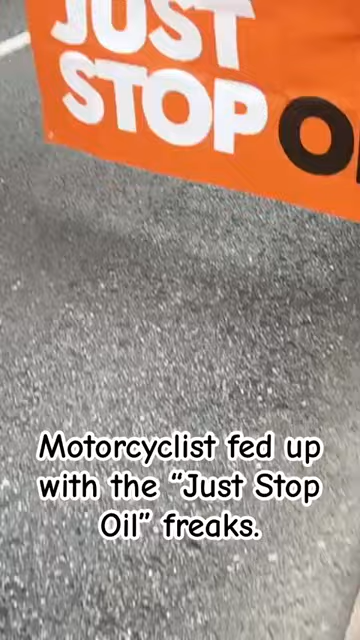 JUST
STOP O
Motorcyclist fed up
with the “Just Stop
Oil” freaks.